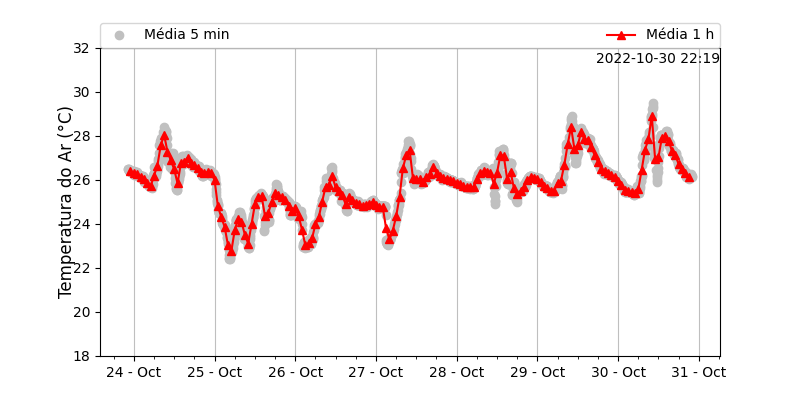 Média 5 min
Média 1 h
2022-10-30 22:19
Temperatura do Ar (°C)
32
30
28
26
24
22
20
18
24 - Oct
25 - Oct
26 - Oct
27 - Oct
28 - Oct
29 - Oct
30 - Oct
31 - Oct